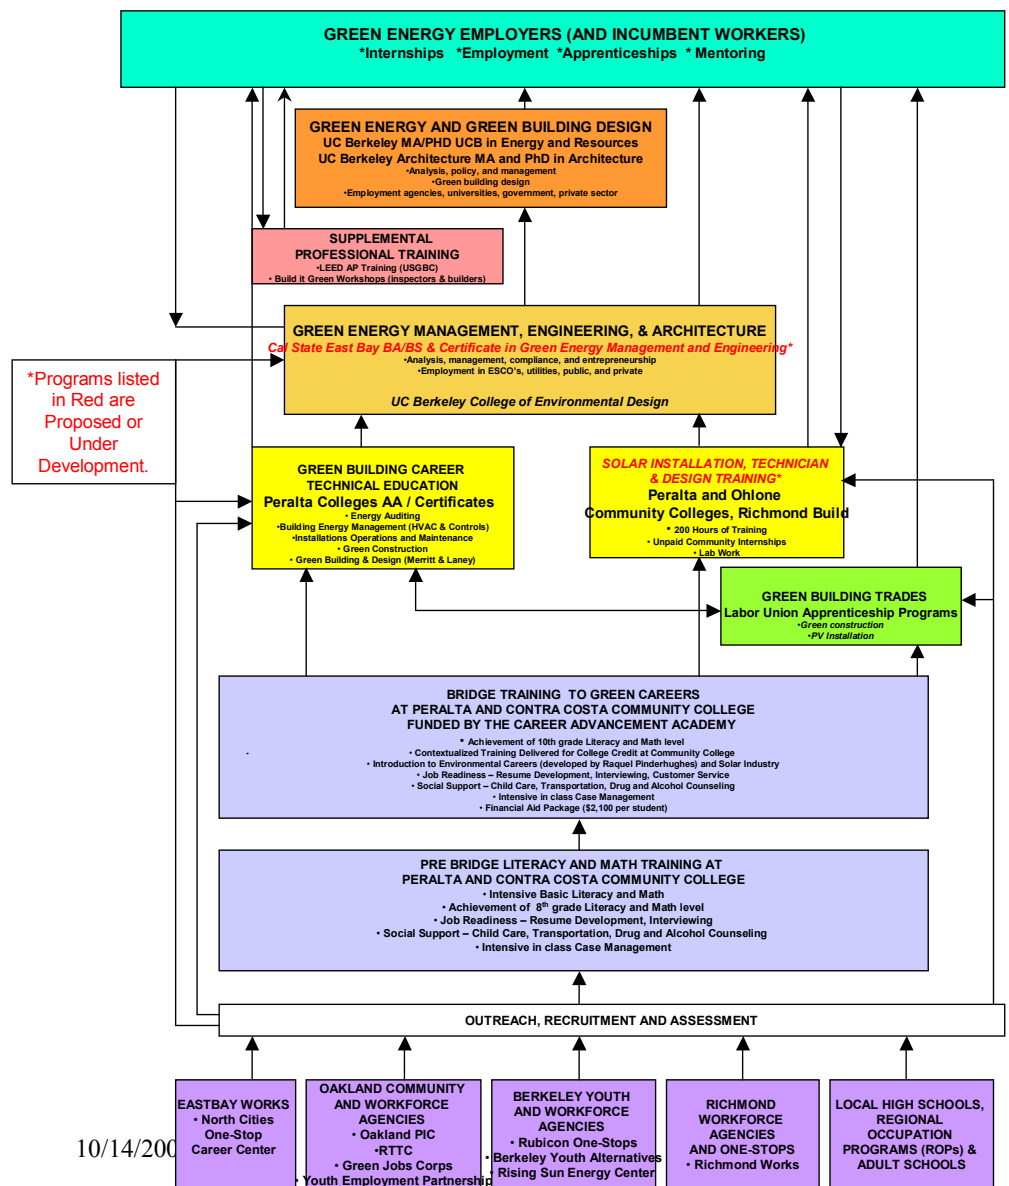 GREEN ENERGY EMPLOYERS (AND INCUMBENT WORKERS)
*Internships *Employment *Apprenticeships * Mentoring
GREEN ENERGY AND GREEN BUILDING DESIGN
UC Berkeley MA/PHD UCB in Energy and Resources
UC Berkeley Architecture MA and PhD in Architecture
•Analysis, policy, and management
•Green building design
•Employment agencies, universities, government, private sector
SUPPLEMENTAL
PROFESSIONAL TRAINING
•LEED AP Training (USGBC)
• Build it Green Workshops (inspectors & builders)
GREEN ENERGY MANAGEMENT, ENGINEERING, & ARCHITECTURE
Cal State East Bay BA/BS & Certificate in Green Energy Management and Engineering*
•Analysis, management, compliance, and entrepreneurship
•Employment in ESCO's, utilities, public, and private
UC Berkeley College of Environmental Design
*Programs listed
in Red are
Proposed or
Under
Development.
GREEN BUILDING CAREER
TECHNICAL EDUCATION
Peralta Colleges AA / Certificates
• Energy Auditing
•Building Energy Management (HVAC & Controls)
•Installations Operations and Maintenance
• Green Construction
• Green Building & Design (Merritt & Laney)
SOLAR INSTALLATION, TECHNICIAN
& DESIGN TRAINING*
Peralta and Ohlone
Community Colleges, Richmond Build
• 200 Hours of Training
• Unpaid Community Internships
• Lab Work
GREEN BUILDING TRADES
Labor Union Apprenticeship Programs
•Green construction
•PV Installation
BRIDGE TRAINING TO GREEN CAREERS
AT PERALTA AND CONTRA COSTA COMMUNITY COLLEGE
FUNDED BY THE CAREER ADVANCEMENT ACADEMY
• Achievement of 10th grade Literacy and Math level
• Contextualized Training Delivered for College Credit at Community College
• Introduction to Environmental Careers (developed by Raquel Pinderhughes) and Solar Industry
• Job Readiness – Resume Development, Interviewing, Customer Service
• Social Support – Child Care, Transportation, Drug and Alcohol Counseling
• Intensive in class Case Management
• Financial Aid Package ($2,100 per student)
PRE BRIDGE LITERACY AND MATH TRAINING AT
PERALTA AND CONTRA COSTA COMMUNITY COLLEGE
• Intensive Basic Literacy and Math
• Achievement of 8th grade Literacy and Math level
• Job Readiness – Resume Development, Interviewing
• Social Support – Child Care, Transportation, Drug and Alcohol Counseling
• Intensive in class Case Management
OUTREACH, RECRUITMENT AND ASSESSMENT
EASTBAY WORKS
• North Cities
One-Stop
Career Center
OAKLAND COMMUNITY
AND WORKFORCE
AGENCIES
• Oakland PIC
•RTTC
• Green Jobs Corps
• Youth Employment Partnership
BERKELEY YOUTH
AND WORKFORCE
AGENCIES
• Rubicon One-Stops
• Berkeley Youth Alternatives
• Rising Sun Energy Center
RICHMOND
WORKFORCE
AGENCIES
AND ONE-STOPS
• Richmond Works
LOCAL HIGH SCHOOLS,
REGIONAL
OCCUPATION
PROGRAMS (ROPs) &
ADULT SCHOOLS
10/14/200